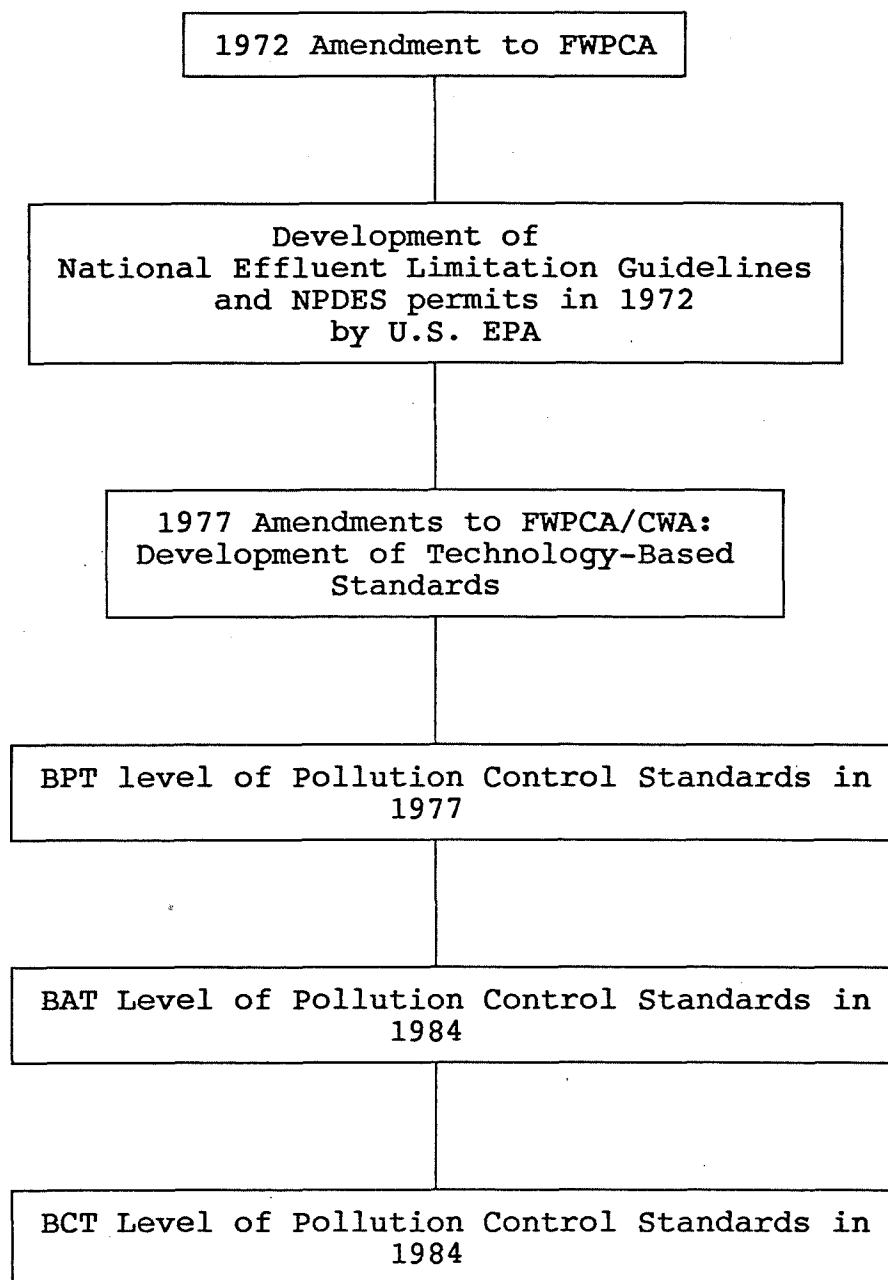 1972 Amendment to FWPCA
Development of
National Effluent Limitation Guidelines
and NPDES permits in 1972
by U.S. EPA
1977 Amendments to FWPCA/CWA:
Development of Technology-Based
Standards
BPT level of Pollution Control Standards in
1977
BAT Level of Pollution Control Standards in
1984
BCT Level of Pollution Control Standards in
1984